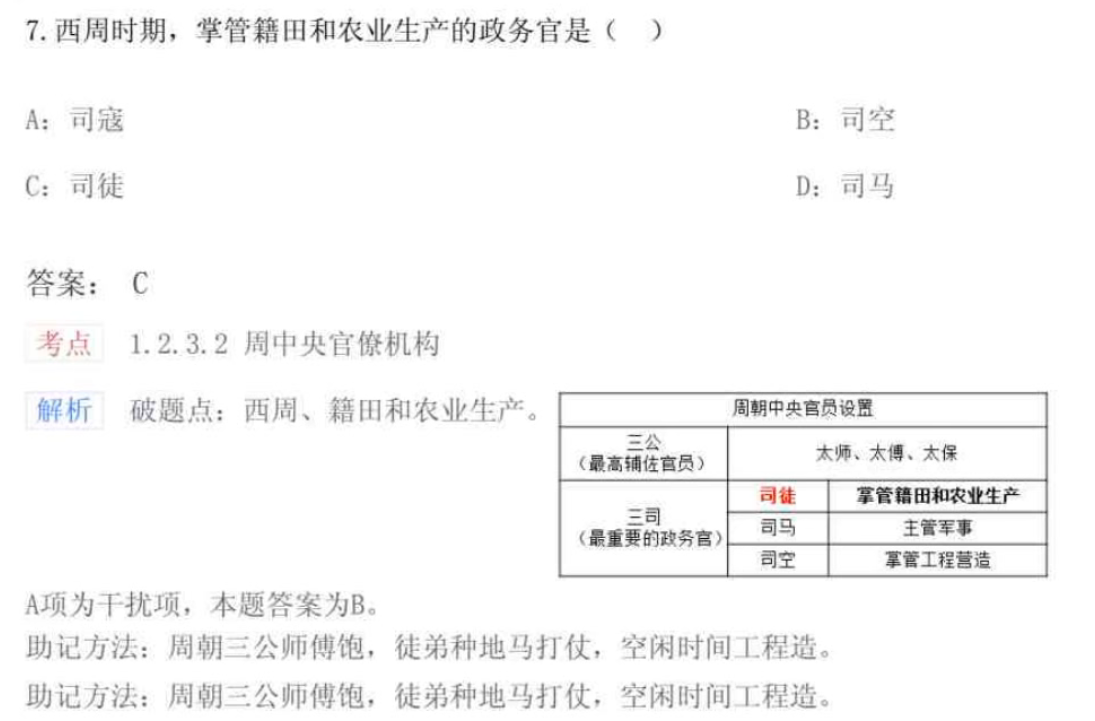 7.西周时期，掌管籍田和农业生产的政务官是（ ）
A：司寇
B：司空
C：司徒
D：司马
答案： C
考点 1.2.3.2 周中央官僚机构
解析 破题点：西周、籍田和农业生产。
周朝中央官员设置
三公
（最高辅佐官员）
太师、太傅、太保
三司
（最重要的政务官）
司徒 掌管籍田和农业生产
司马 主管军事
司空 掌管工程营造
A项为干扰项，本题答案为B。
助记方法：周朝三公师傅饱，徒弟种地马打仗，空闲时间工程造。
助记方法：周朝三公师傅饱，徒弟种地马打仗，空闲时间工程造。